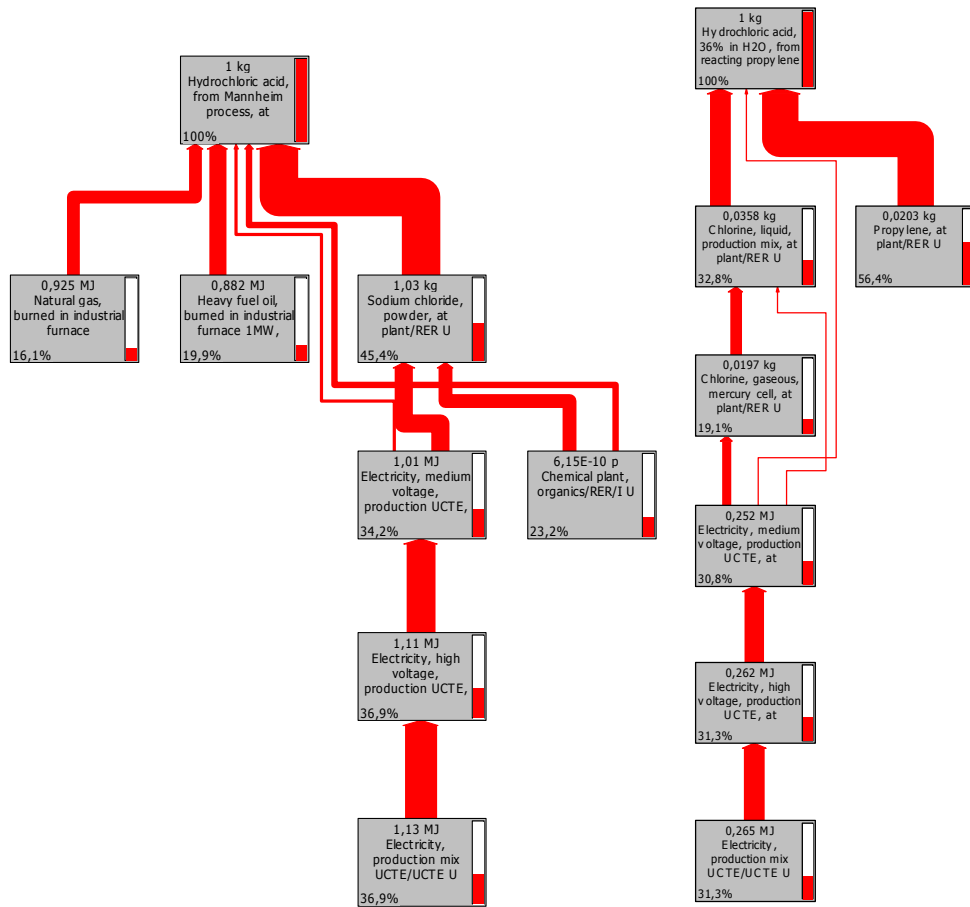 1 kg
Hydrochloric acid,
from Mannheim
process, at
100%
0,925 MJ
Natural gas,
burned in industrial
furnace
16,1%
0,882 MJ
Heavy fuel oil,
burned in industrial
furnace 1MW,
19,9%
1,03 kg
Sodium chloride,
powder, at
plant/RER U
45,4%
1,01 MJ
Electricity, medium
voltage,
production UCTE,
34,2%
6,15E-10 p
Chemical plant,
organics/RER/I U
23,2%
1,11 MJ
Electricity, high
voltage,
production UCTE,
36,9%
1,13 MJ
Electricity,
production mix
UCTE/UCTE U
36,9%
1 kg
Hydrochloric acid,
36% in H2O, from
reacting propylene
100%
0,0358 kg
Chlorine, liquid,
production mix, at
plant/RER U
32,8%
0,0203 kg
Propylene, at
plant/RER U
56,4%
0,0197 kg
Chlorine, gaseous,
mercury cell, at
plant/RER U
19,1%
0,252 MJ
Electricity, medium
voltage, production
UCTE, at
30,8%
0,262 MJ
Electricity, high
voltage, production
UCTE, at
31,3%
0,265 MJ
Electricity,
production mix
UCTE/UCTE U
31,3%